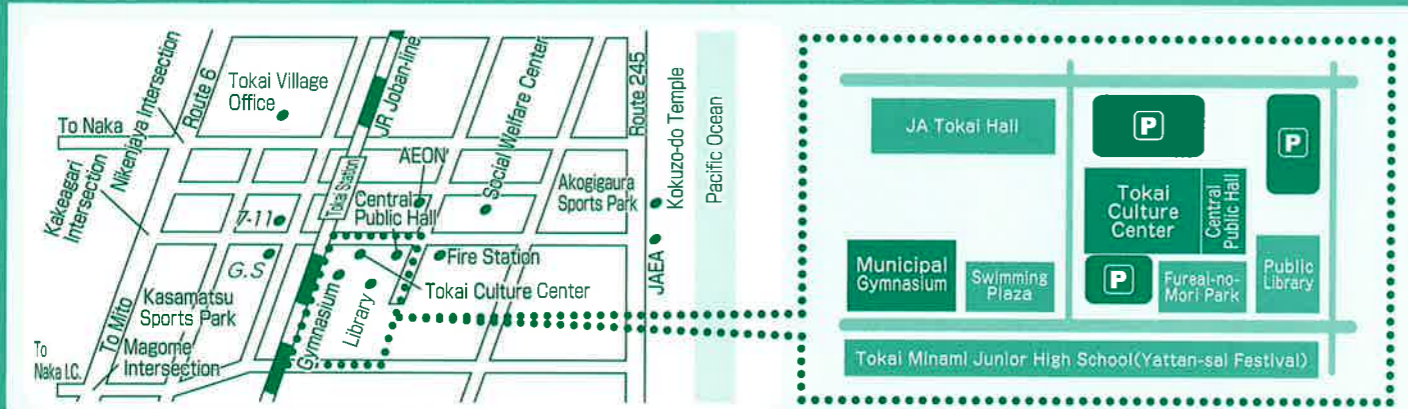 Nikenjaya Intersection
Route 6
Tokai Village
Office
JR Joban-line
Social Welfare Center
Route 245
Kokuzo-do Temple
Pacific Ocean
To Naka
Kakeagari
Intersection
AEON'
Tokai Station
7-11
Central
Public Hall
Akogigaura
Sports Park
G.S
Fire Station
JAEA
Kasamatsu
Sports Park
Gymnasium
Library
Tokai Culture Center
To Mito
To
Naka I.C.
Magome
Intersection
JA Tokai Hall
P
P
Tokai
Culture
Center
Central
Public Hall
Municipal
Gymnasium
Swimming
Plaza
P
Fureal-no-
Mori Park
Public
Library
Tokai Minami Junior High School(Yattan-sai Festival)